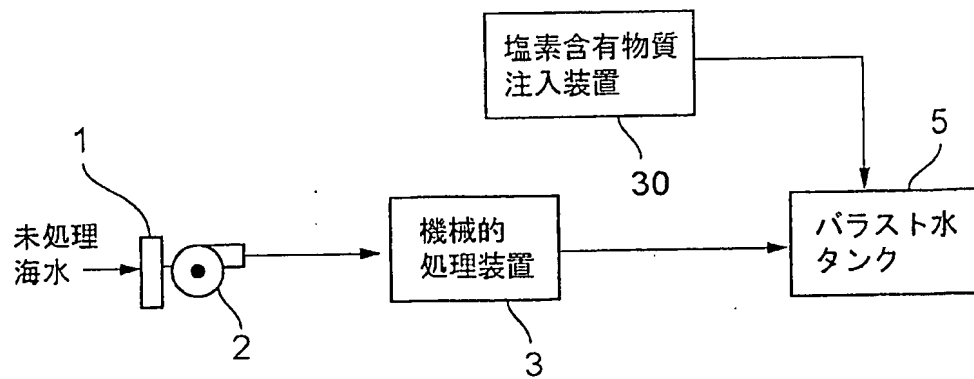 塩素含有物質
注入装置
1
5
30
未処理
海水
機械的
処理装置
バラスト水
タンク
2
3